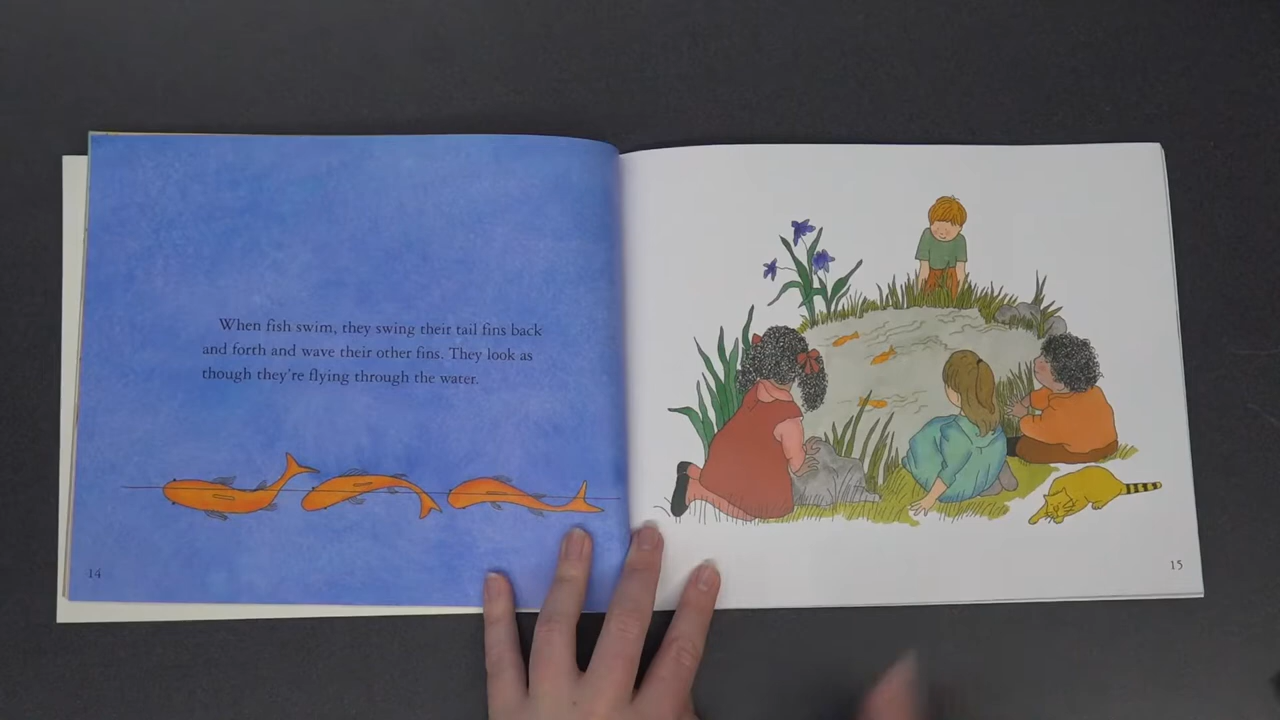 When fish swim, they swing their tail fins back
and forth and wave their other fins. They look as
though they're flying through the water.
14
15